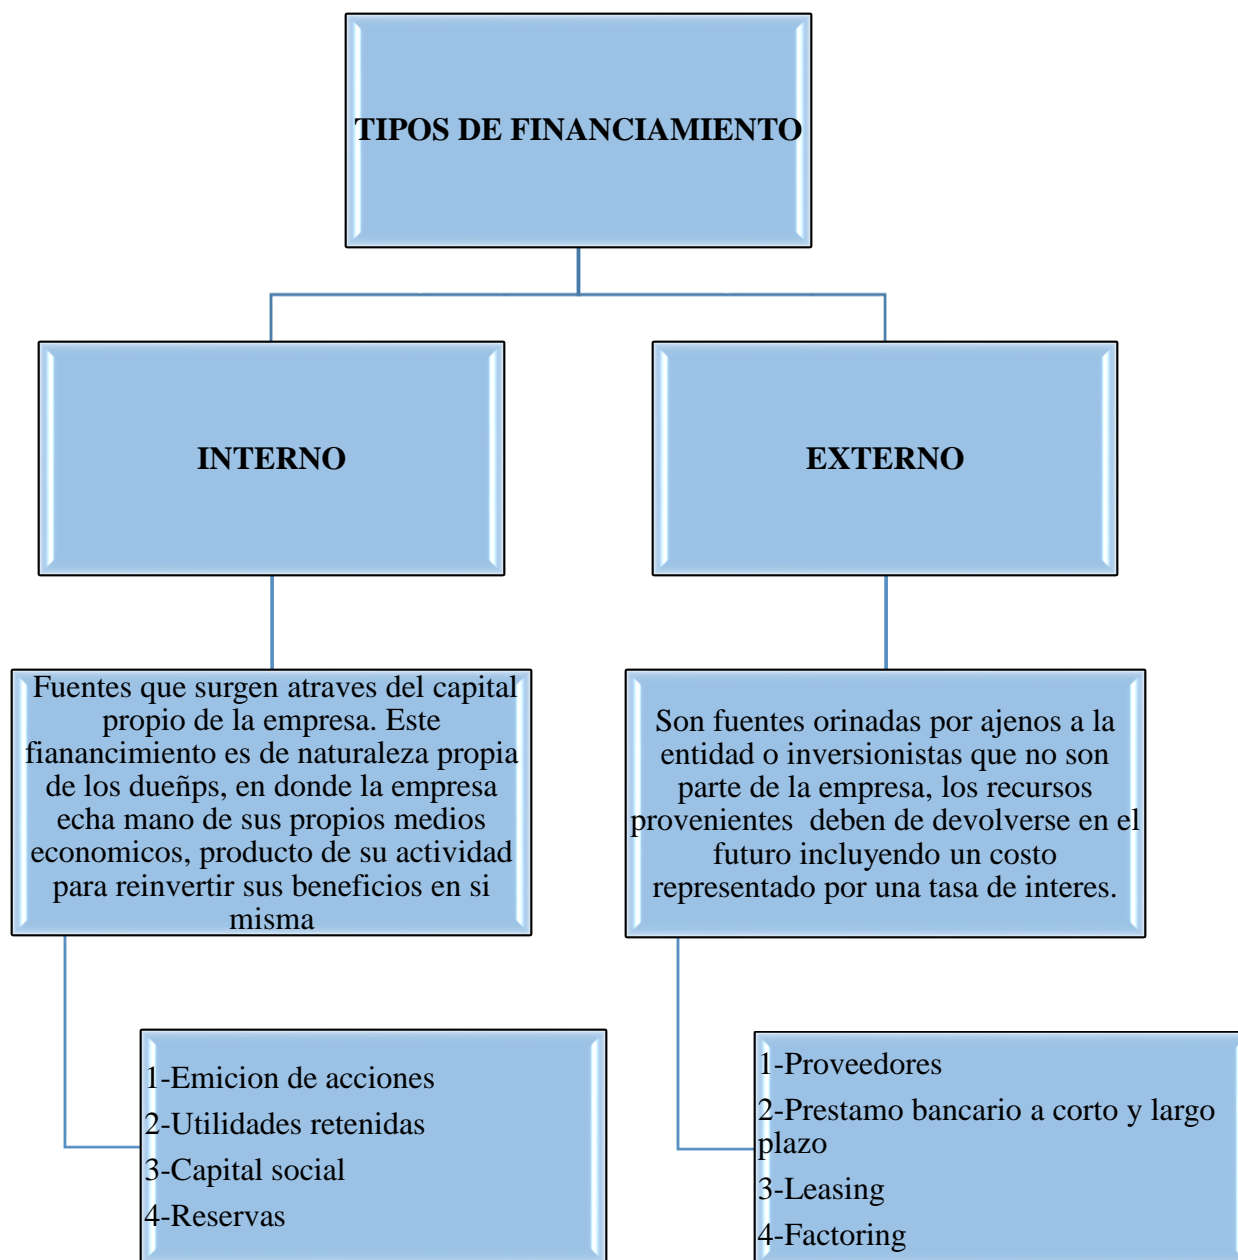 TIPOS DE FINANCIAMIENTO
INTERNO
EXTERNO
Fuentes que surgen atraves del capital
propio de la empresa. Este
fianancimiento es de naturaleza propia
de los dueñps, en donde la empresa
echa mano de sus propios medios
economicos, producto de su actividad
para reinvertir sus beneficios en si
misma
Son fuentes orinadas por ajenos a la
entidad o inversionistas que no son
parte de la empresa, los recursos
provenientes deben de devolverse en el
futuro incluyendo un costo
representado por una tasa de interes.
1-Emicion de acciones
2-Utilidades retenidas
3-Capital social
4-Reservas
1-Proveedores
2-Prestamo bancario a corto y largo
plazo
3-Leasing
4-Factoring